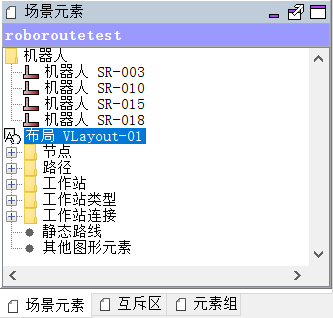 场景元素
roboroutetest
机器人
机器人 SR-003
机器人 SR-010
机器人 SR-015
机器人 SR-018
布局 VLayout-01
节点
路径
工作站
工作站类型
工作站连接
静态路线
其他图形元素
场景元素 互斥区 元素组